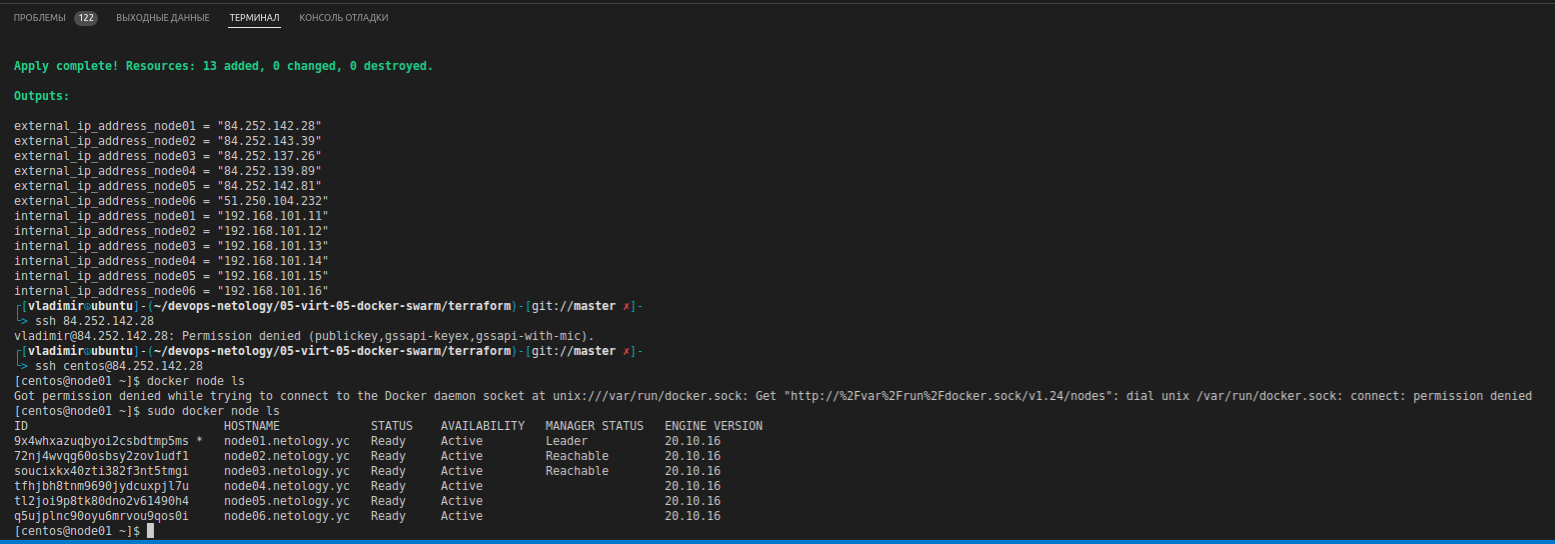 ПРОБЛЕМЫ 122 ВЫХОДНЫЕ ДАННЫЕ ТЕРМИНАЛ КОНСОЛЬ ОТЛАДКИ
Apply complete! Resources: 13 added, 0 changed, 0 destroyed.
Outputs:
external_ip_address_node01 = "84.252.142.28"
external_ip_address_node02 = "84.252.143.39"
external_ip_address_node03 = "84.252.137.26"
external_ip_address_node04 = "84.252.139.89"
external_ip_address_node05 = "84.252.142.81"
external_ip_address_node06 = "51.250.104.232"
internal_ip_address_node01 = "192.168.101.11"
internal_ip_address_node02 = "192.168.101.12"
internal_ip_address_node03 = "192.168.101.13"
internal_ip_address_node04 = "192.168.101.14"
internal_ip_address_node05 = "192.168.101.15"
internal_ip_address_node06 = "192.168.101.16"
┌[vladimir☮ubuntu]-(~/devops-netology/05-virt-05-docker-swarm/terraform)-[git://master ✗]-
└> ssh 84.252.142.28
vladimir@84.252.142.28: Permission denied (publickey,gssapi-keyex,gssapi-with-mic).
┌[vladimir☮ubuntu]-(~/devops-netology/05-virt-05-docker-swarm/terraform)-[git://master ✗]-
└> ssh centos@84.252.142.28
[centos@node01 ~]$ docker node ls
Got permission denied while trying to connect to the Docker daemon socket at unix:///var/run/docker.sock: Get "http://%2Fvar%2Frun%2Fdocker.sock/v1.24/nodes": dial unix /var/run/docker.sock: connect: permission denied
[centos@node01 ~]$ sudo docker node ls
ID HOSTNAME STATUS AVAILABILITY MANAGER STATUS ENGINE VERSION
9x4whxazuqbyoi2csbdtmp5ms * node01.netology.yc Ready Active Leader 20.10.16
72nj4wvqg60osbsy2zov1udf1 node02.netology.yc Ready Active Reachable 20.10.16
soucixkx40zti382f3nt5tmgi node03.netology.yc Ready Active Reachable 20.10.16
tfhjbh8tnm9690jydcuxpjl7u node04.netology.yc Ready Active 20.10.16
tl2joi9p8tk80dno2v61490h4 node05.netology.yc Ready Active 20.10.16
q5ujplnc90oyu6mrvou9qos0i node06.netology.yc Ready Active 20.10.16
[centos@node01 ~]$